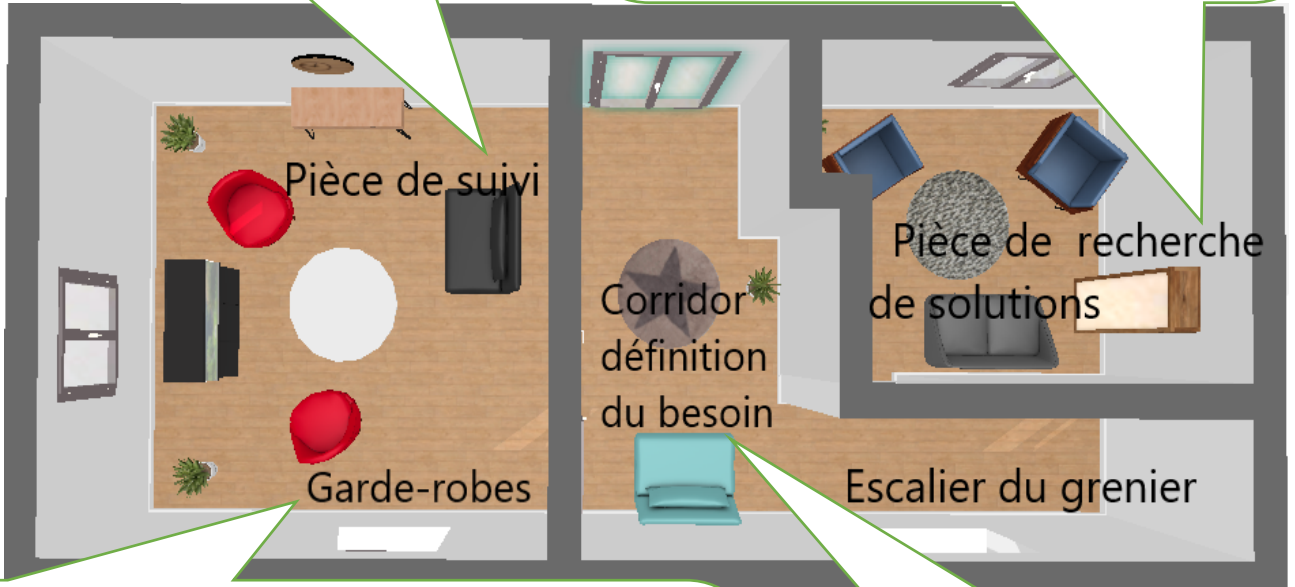 Pièce de suivi
Pièce de recherche
de solutions
Corridor
définition
du besoin
Garde-robes
Escalier du grenier